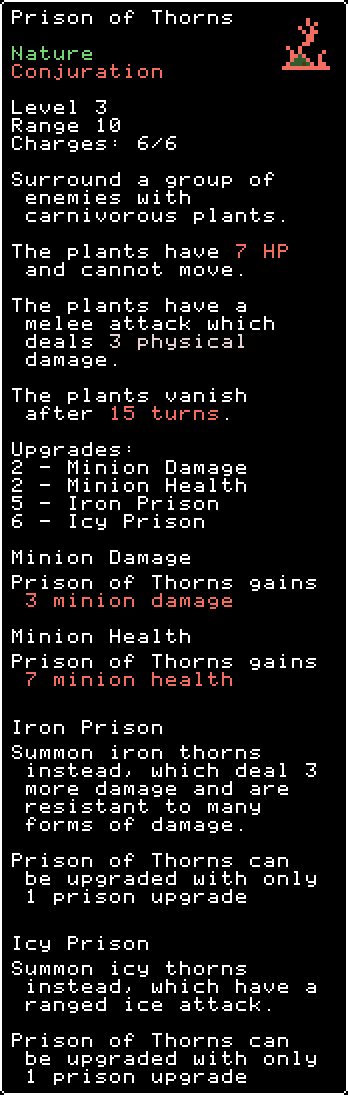 Prison of Thorns
Nature
Conjuration
Level 3
Range 10
Charges: 6/6
Surround a group of
enemies with
carnivorous plants.
The plants have 7 HP
and cannot move.
The plants have a
melee attack which
deals 3 physical
damage.
The plants vanish
after 15 turns.
Upgrades:
2 - Minion Damage
2 - Minion Health
5 - Iron Prison
6 - Icy Prison
Minion Damage
Prison of Thorns gains
3 minion damage
Minion Health
Prison of Thorns gains
7 minion health
Iron Prison
Summon iron thorns
instead, which deal 3
more damage and are
resistant to many
forms of damage.
Prison of Thorns can
be upgraded with only
1 prison upgrade
Icy Prison
Summon icy thorns
instead, which have a
ranged ice attack.
Prison of Thorns can
be upgraded with only
1 prison upgrade